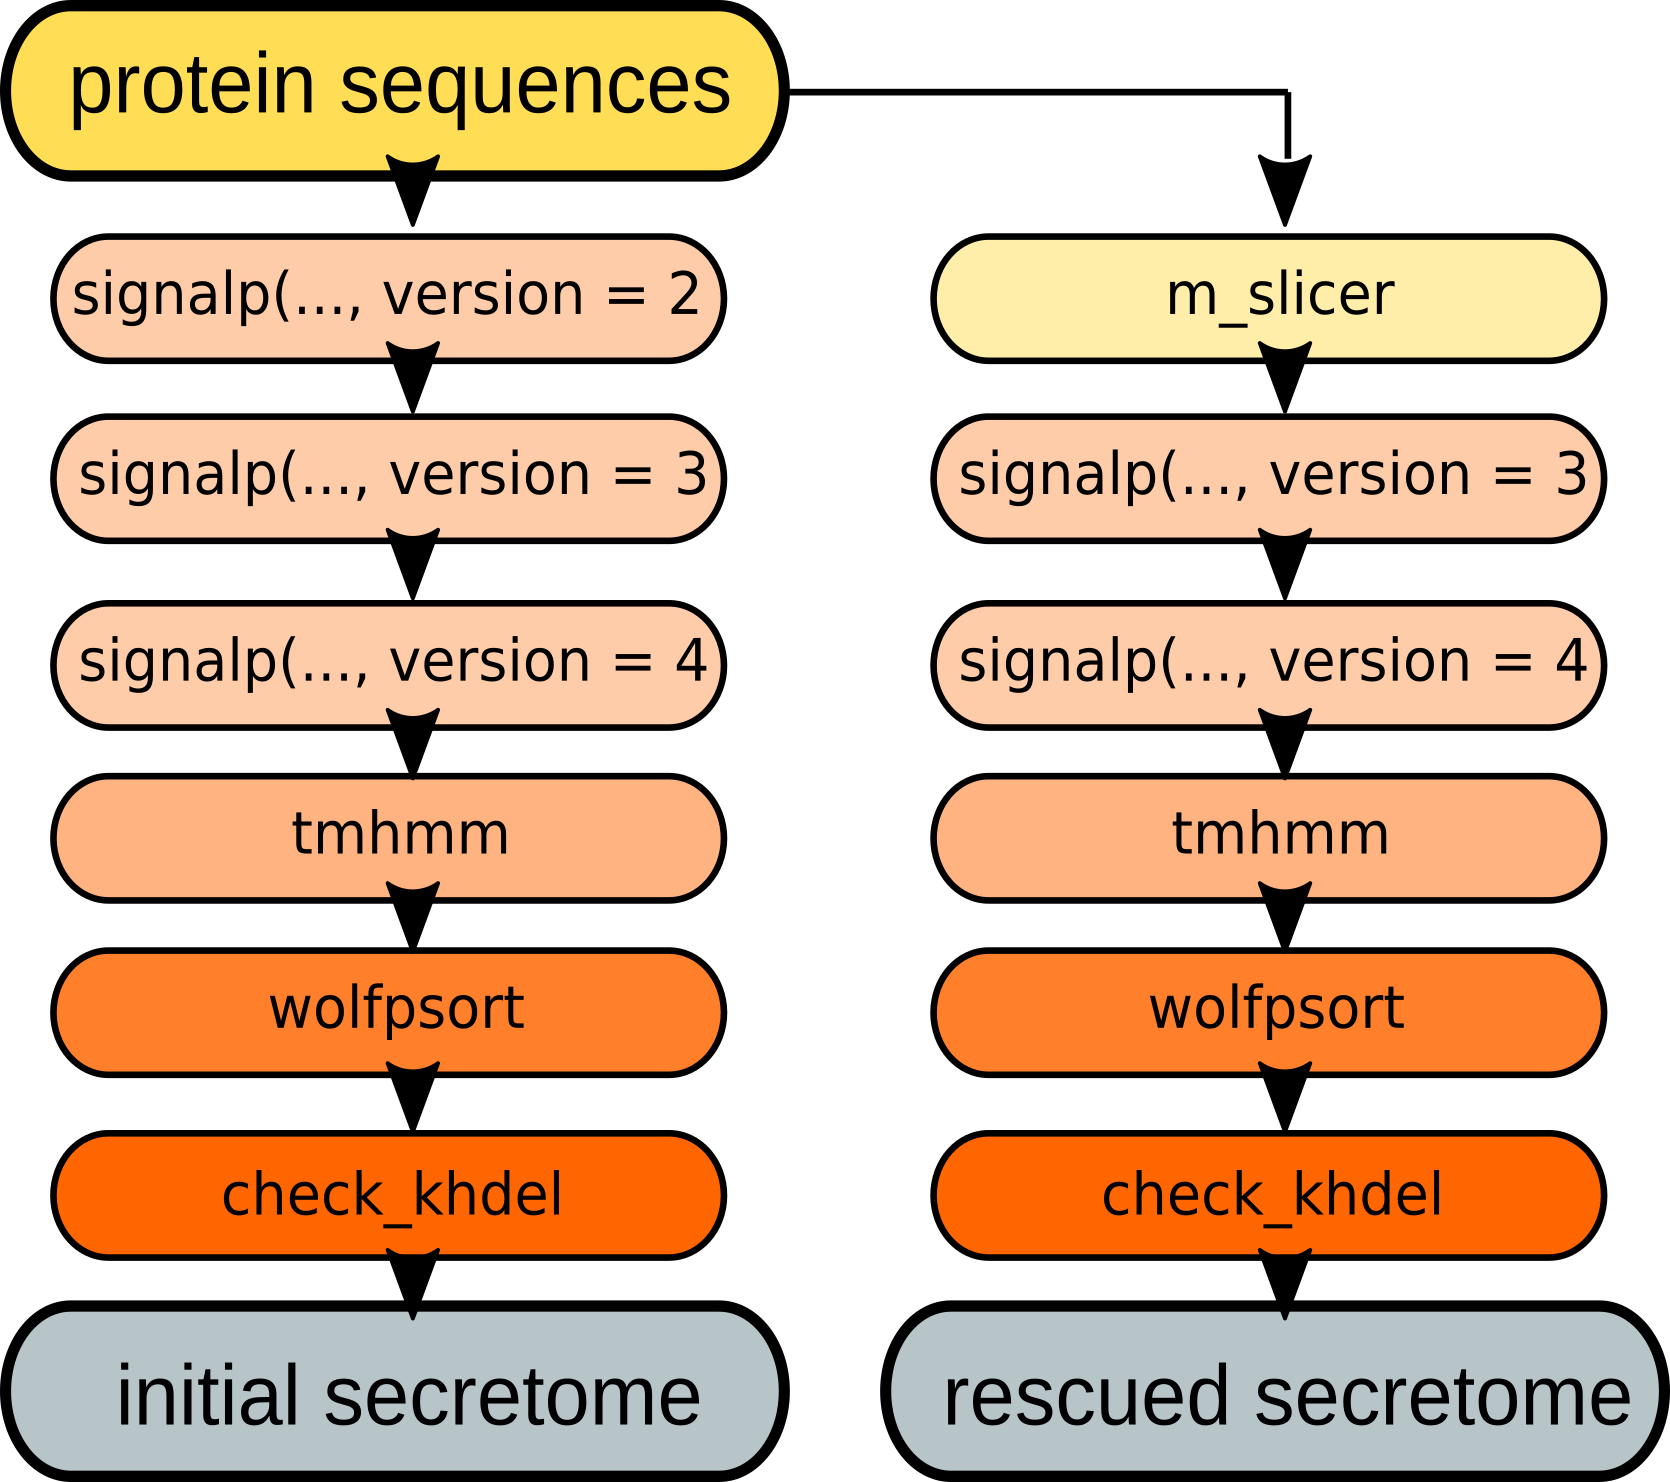 protein sequences
signalp(..., version = 2
m_slicer
signalp(..., version = 3
signalp(..., version = 3
signalp(..., version = 4
signalp(..., version = 4
tmhmm
tmhmm
wolfpsort
wolfpsort
check_khdel
check_khdel
initial secretome
rescued secretome